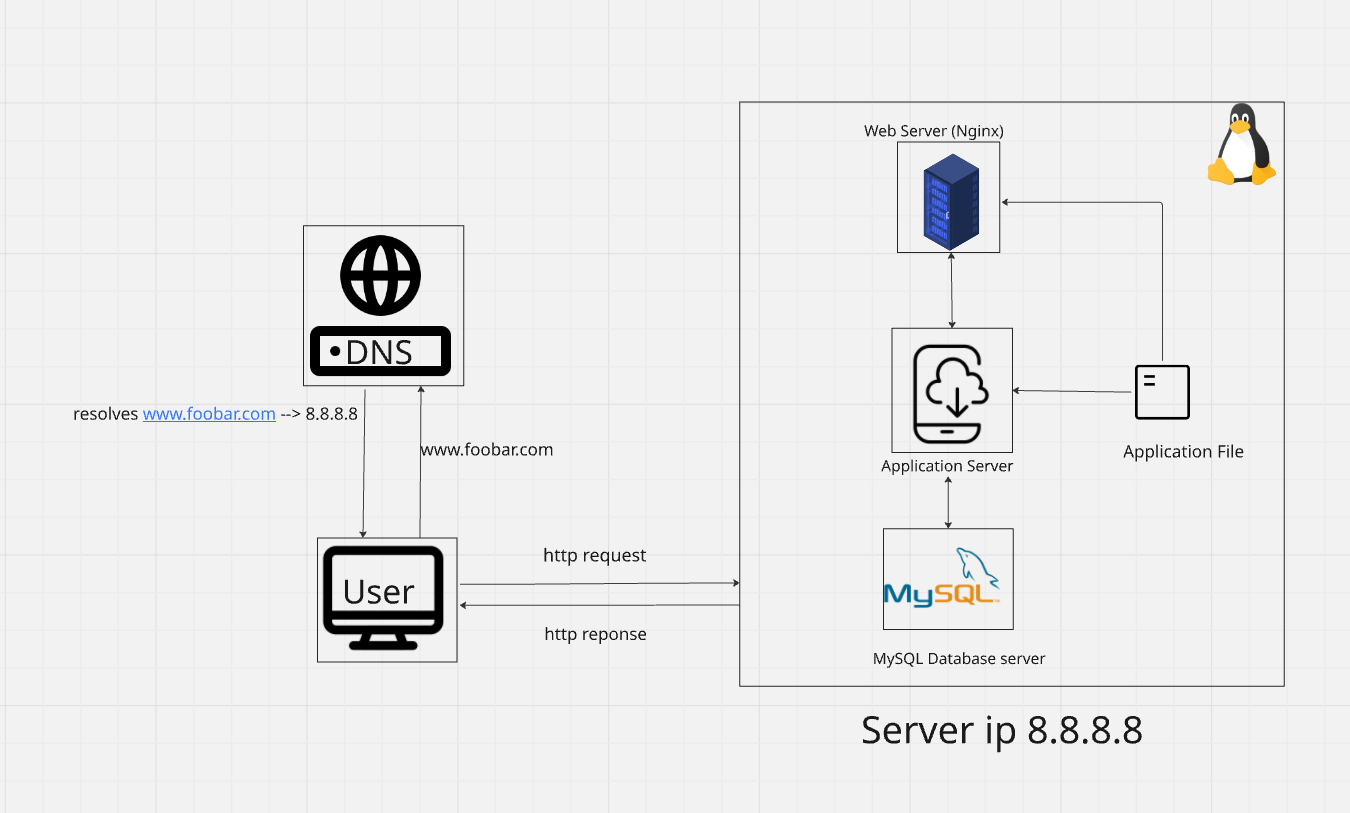 Web Server (Nginx)
•DNS
resolves www.foobar.com --> 8.8.8.8
www.foobar.com
Application Server
Application File
User
http request
http reponse
MySQL
MySQL Database server
Server ip 8.8.8.8